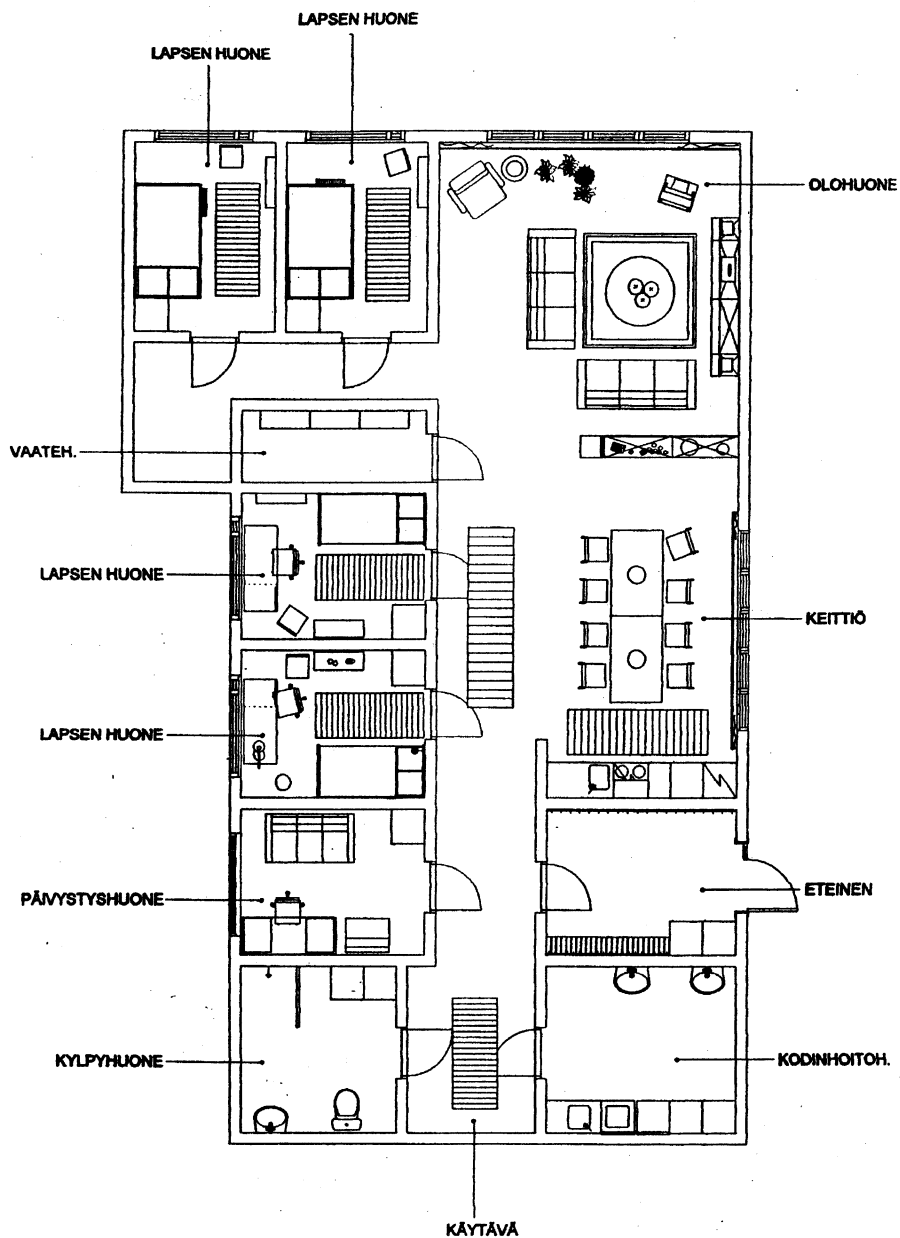 LAPSEN HUONE
LAPSEN HUONE
OLOHUONE
VAATEH.
LAPSEN HUONE
KEITTIÖ
LAPSEN HUONE
PÄIVYSTYSHUONE
ETEINEN
KYLPYHUONE
KODINHOITOH.
KÄYTÄVÄ